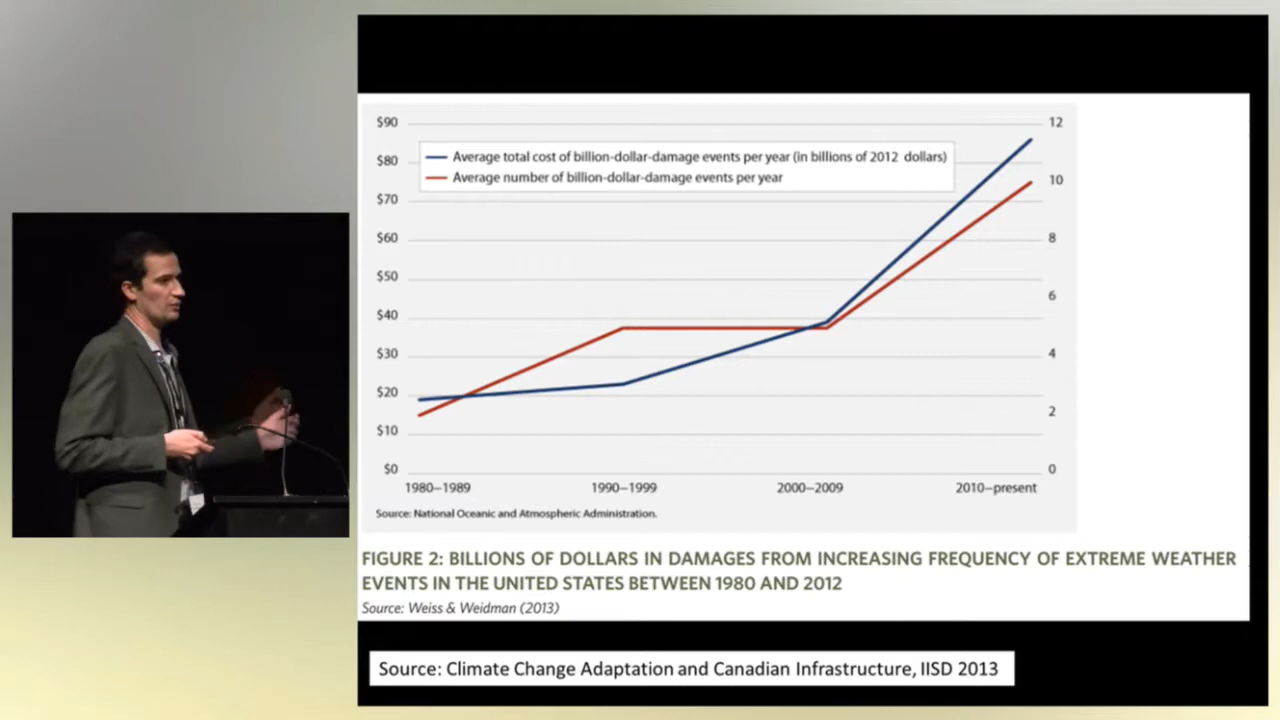 $90
$80
$70
$60
$50
$40
$30
$20
$10
$0
12
10
8
6
4
2
0
Average total cost of billion-dollar-damage events per year (in billions of 2012 dollars)
Average number of billion-dollar-damage events per year
1980–1989 1990–1999 2000–2009 2010–present
Source: National Oceanic and Atmospheric Administration.
FIGURE 2: BILLIONS OF DOLLARS IN DAMAGES FROM INCREASING FREQUENCY OF EXTREME WEATHER
EVENTS IN THE UNITED STATES BETWEEN 1980 AND 2012
Source: Weiss & Weidman (2013)
Source: Climate Change Adaptation and Canadian Infrastructure, IISD 2013